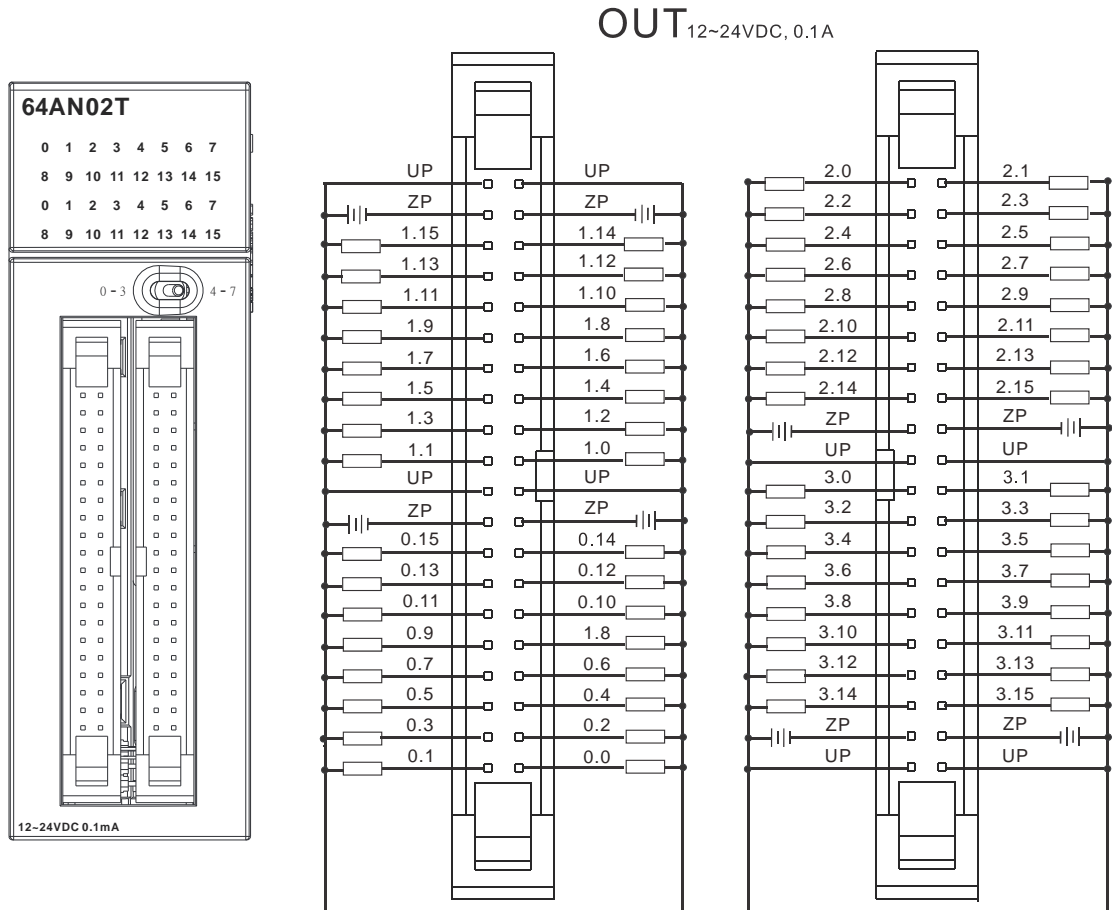 OUT 12~24VDC, 0.1A
64AN02T
0 1 2 3 4 5 6 7
8 9 10 11 12 13 14 15
0 1 2 3 4 5 6 7
8 9 10 11 12 13 14 15
0-3 4-7
12~24VDC 0.1mA
UP UP
ZP ZP
1.15 1.14
1.13 1.12
1.11 1.10
1.9 1.8
1.7 1.6
1.5 1.4
1.3 1.2
1.1 1.0
UP UP
ZP ZP
0.15 0.14
0.13 0.12
0.11 0.10
0.9 1.8
0.7 0.6
0.5 0.4
0.3 0.2
0.1 0.0
2.0 2.1
2.2 2.3
2.4 2.5
2.6 2.7
2.8 2.9
2.10 2.11
2.12 2.13
2.14 2.15
ZP ZP
UP UP
3.0 3.1
3.2 3.3
3.4 3.5
3.6 3.7
3.8 3.9
3.10 3.11
3.12 3.13
3.14 3.15
ZP ZP
UP UP